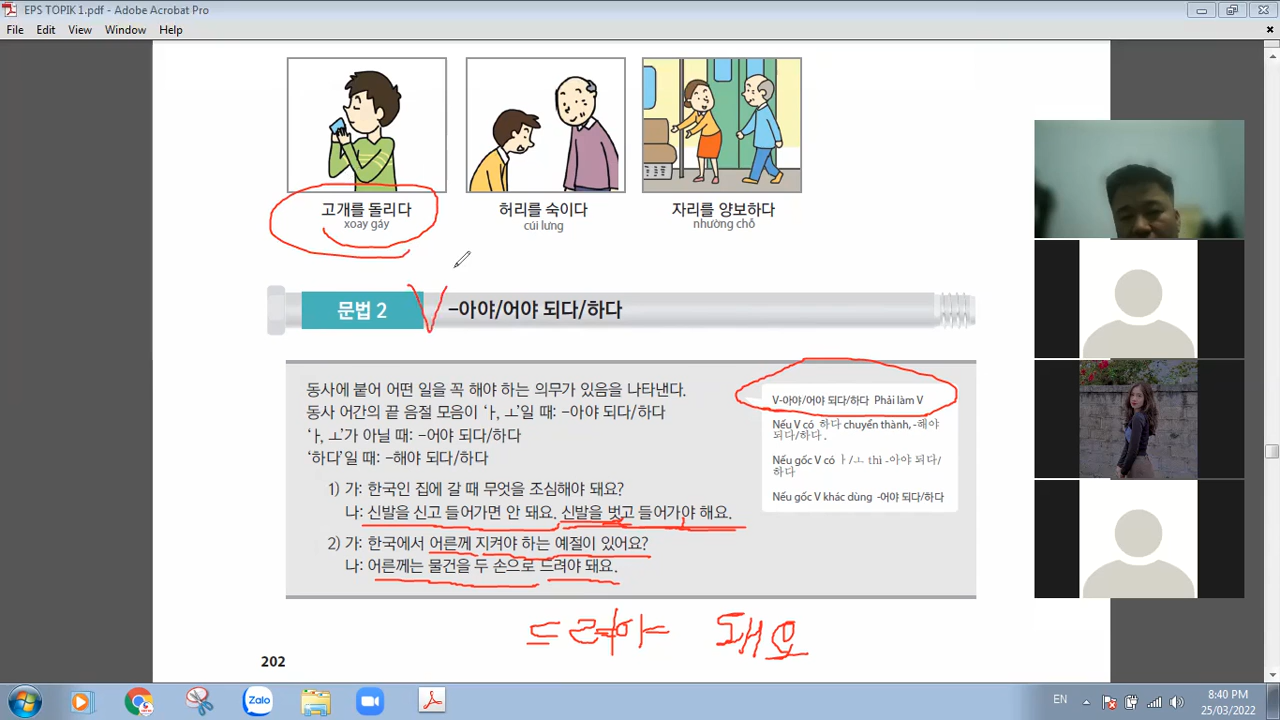 EPS TOPIK 1.pdf - Adobe Acrobat Pro
File Edit View Window Help
고개를 돌리다
xoay gáy
허리를 숙이다
cúi lưng
자리를 양보하다
nhường chỗ
문법 2 -아야/어야 되다/하다
동사에 붙어 어떤 일을 꼭 해야 하는 의무가 있음을 나타낸다.
동사 어간의 끝 음절 모음이 ‘ㅏ, ㅗ’일 때: -아야 되다/하다
‘ㅏ, ㅗ’가 아닐 때: -어야 되다/하다
‘하다’일 때: -해야 되다/하다
1) 가: 한국인 집에 갈 때 무엇을 조심해야 돼요?
나: 신발을 신고 들어가면 안 돼요. 신발을 벗고 들어가야 해요.
2) 가: 한국에서 어른께 지켜야 하는 예절이 있어요?
나: 어른께는 물건을 두 손으로 드려야 돼요.
V-아야/어야 되다/하다 Phải làm V
Nếu V có 하다 chuyển thành, -해야
되다/하다 .
Nếu gốc V có ㅏ/ㅗ thì -아야 되다/
하다
Nếu gốc V khác dùng -어야 되다/하다
드려야 돼요
202
Zalo
EN
8:40 PM
25/03/2022